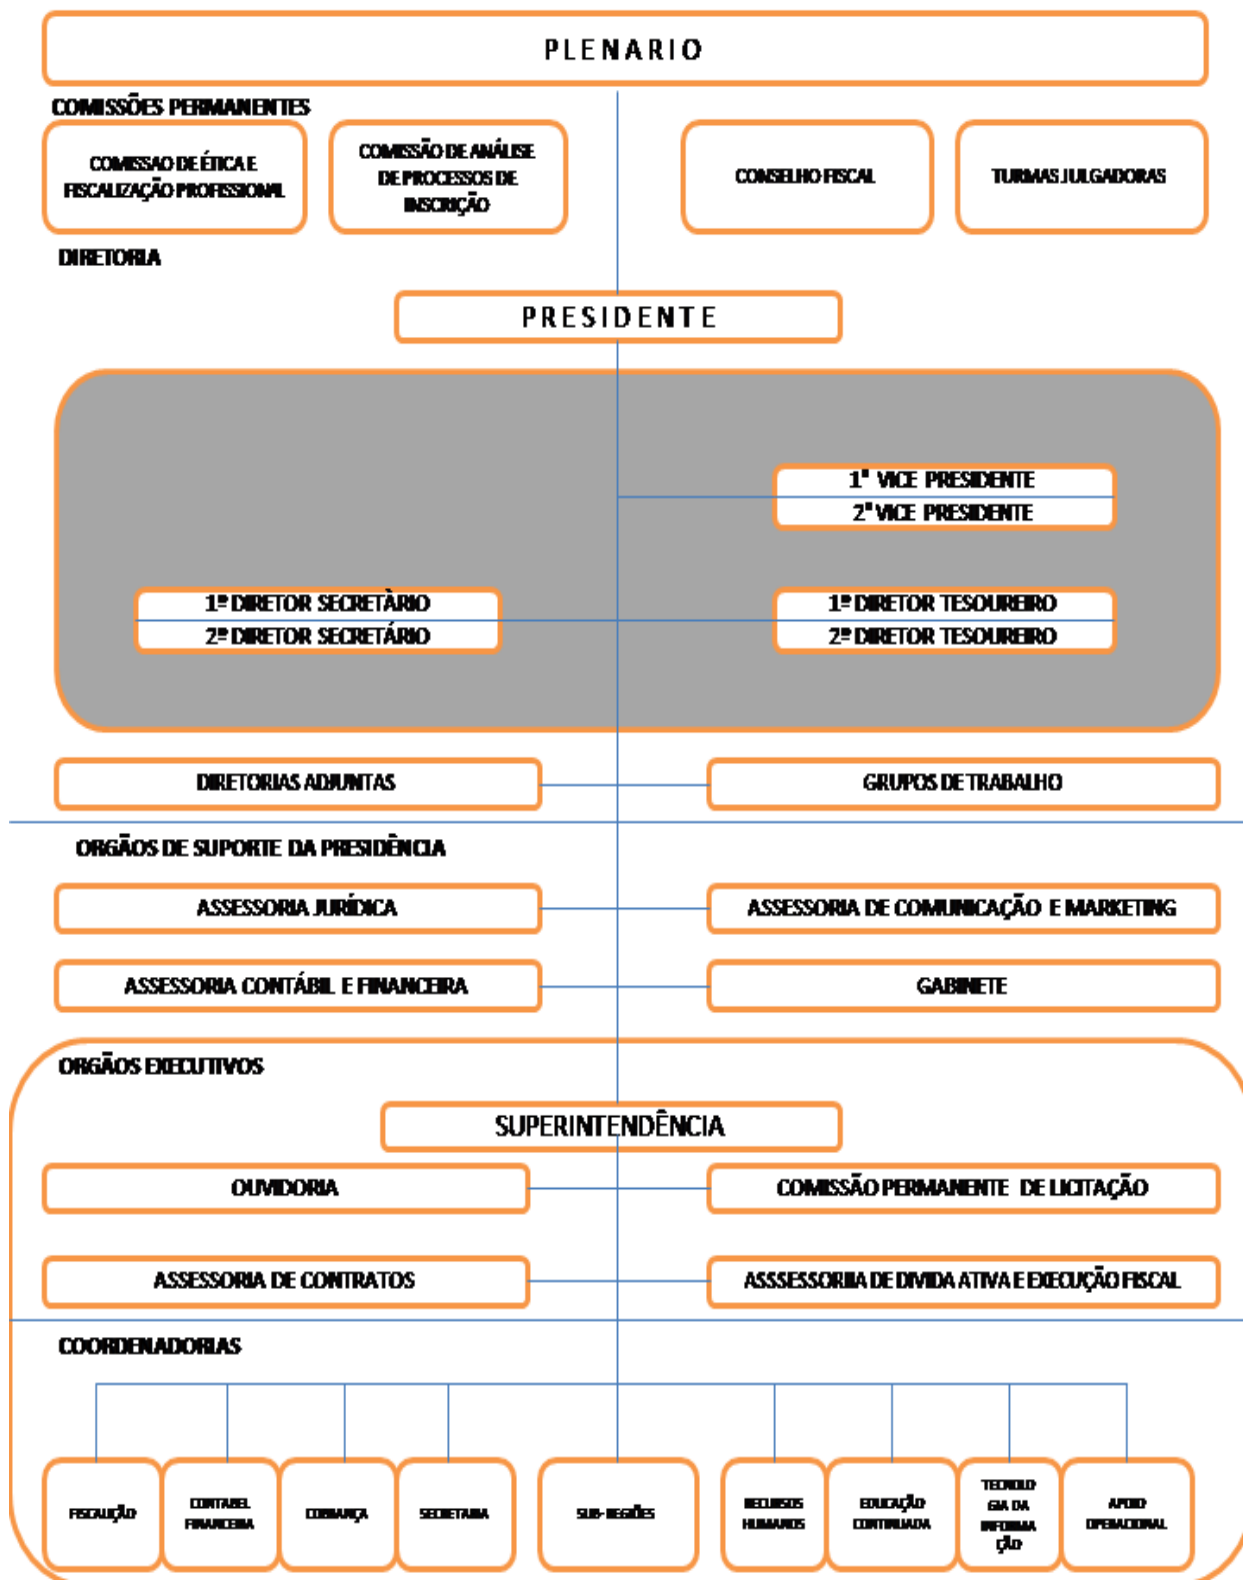 PLENARIO
COMISSÕES PERMANENTES
COMISSAO DE ÉTICA E
FISCALIZAÇÃO PROFISSIONAL
COMISSÃO DE ANÁLISE
DE PROCESSOS DE
INSCRIÇÃO
CONSELHO FISCAL
TURMAS JULGADORAS
DIRETORIA
PRESIDENTE
1ª VICE PRESIDENTE
2ª VICE PRESIDENTE
1º DIRETOR SECRETÀRIO
2º DIRETOR SECRETÁRIO
1º DIRETOR TESOUREIRO
2º DIRETOR TESOUREIRO
DIRETORIAS ADJUNTAS
GRUPOS DE TRABALHO
ORGÃOS DE SUPORTE DA PRESIDÊNCIA
ASSESSORIA JURÍDICA
ASSESSORIA DE COMUNICAÇÃO E MARKETING
ASSESSORIA CONTÁBIL E FINANCEIRA
GABINETE
ORGÃOS EXECUTIVOS
SUPERINTENDÊNCIA
OUVIDORIA
COMISSÃO PERMANENTE DE LICITAÇÃO
ASSESSORIA DE CONTRATOS
ASSSESSORIIA DE DIVIDA ATIVA E EXECUÇÃO FISCAL
COORDENADORIAS
FISCALIÇÃO
CONTABEL
FINANCEIRA
COBRANÇA
SECRETARIA
SUB-REGIÕES
RECURSOS
HUMANOS
EDUCAÇÃO
CONTINUADA
TECNOLO
GIA DA
INFORMA
ÇÃO
APOIO
OPERACIONAL